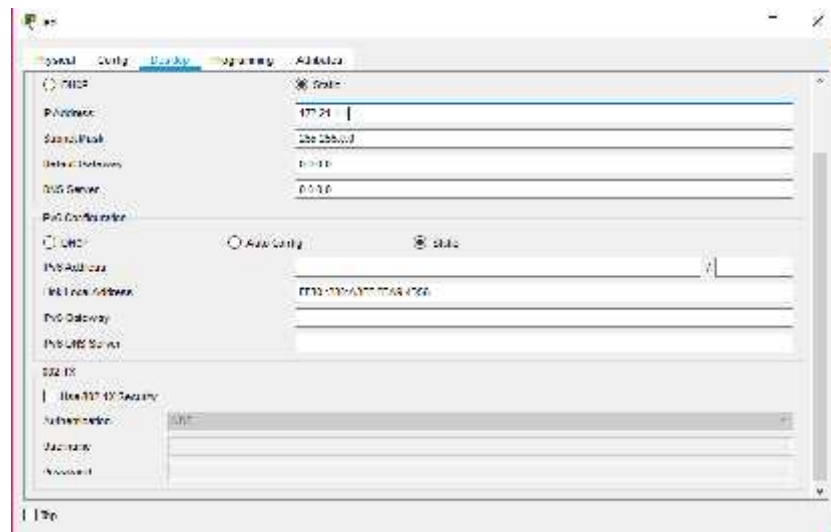 Physical Config Desktop Programming Attributes
DHCP Static
IP Address
Subnet Mask 255.255.0.0
Default Gateway 0.0.0.0
DNS Server 0.0.0.0
IPv6 Configuration
DHCP Auto Config Static
IPv6 Address /
Link Local Address
IPv6 Gateway
IPv6 DNS Server
802.1X
Use 802.1X Security
Authentication
Username
Password
Top